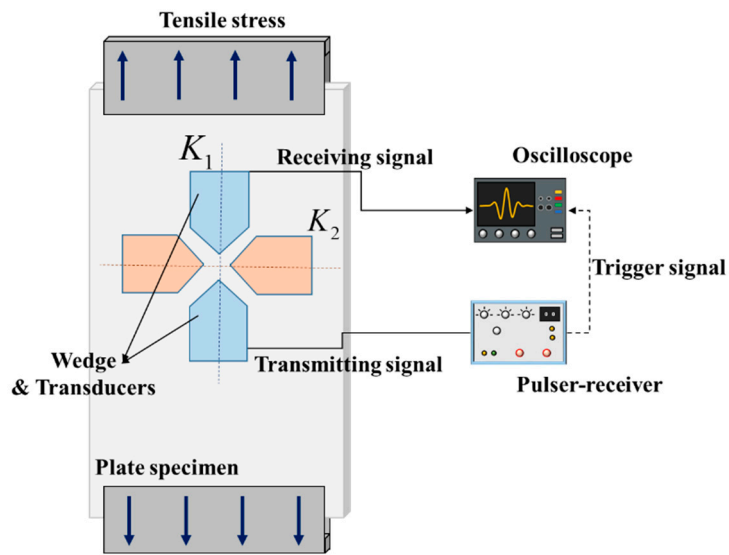 Tensile stress
K1
Receiving signal
Oscilloscope
K2
Trigger signal
Wedge
& Transducers
Transmitting signal
Pulser-receiver
Plate specimen